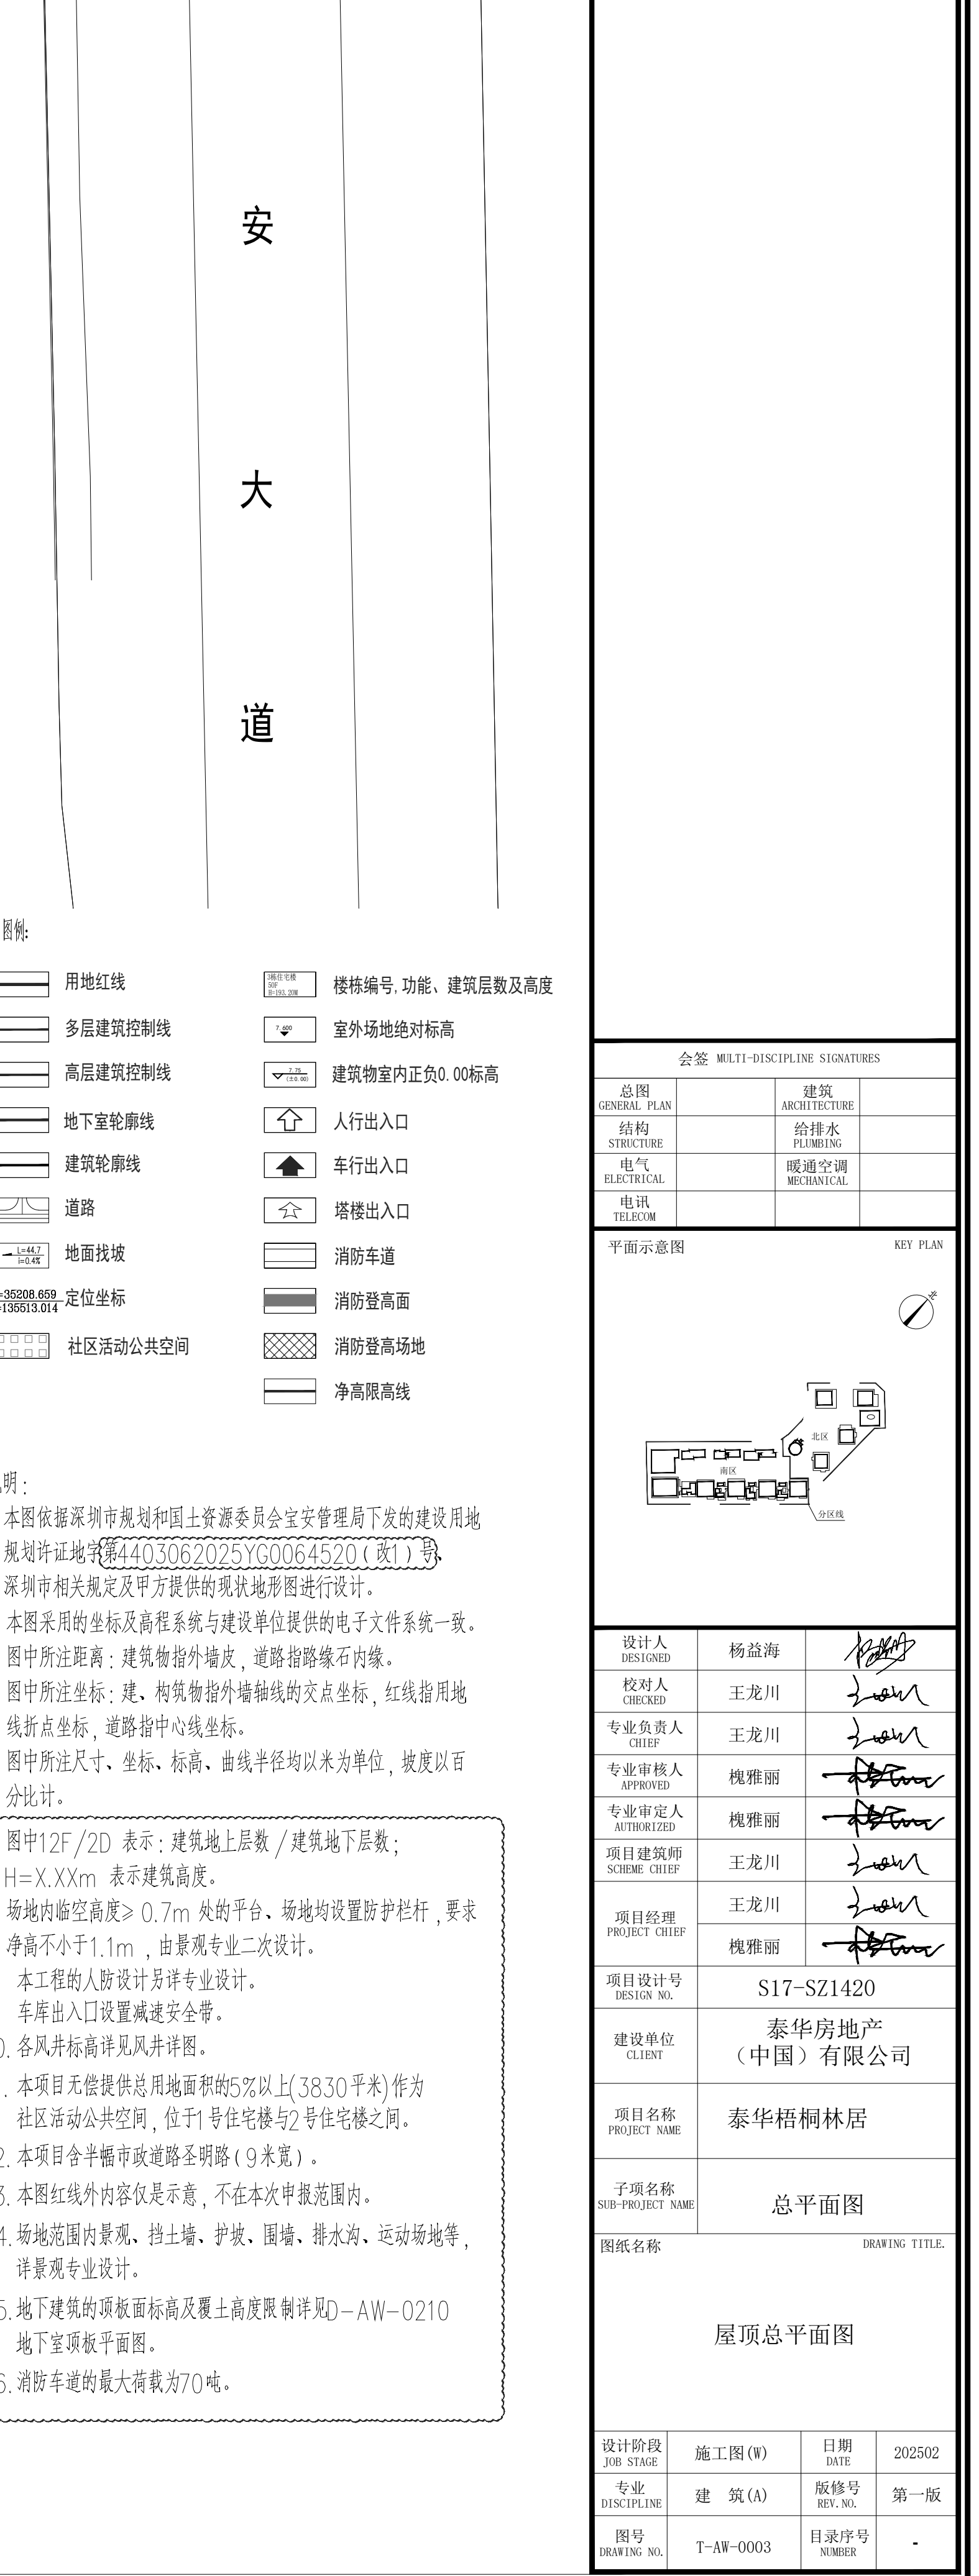 安
大
道
图例:
用地红线
多层建筑控制线
高层建筑控制线
地下室轮廓线
建筑轮廓线
道路
L=44.7
i=0.4%
地面找坡
=35208.659
=135513.014
定位坐标
社区活动公共空间
3栋住宅楼
50F
H=193.20M
楼栋编号,功能、建筑层数及高度
7.600
室外场地绝对标高
7.75
(±0.00)
建筑物室内正负0.00标高
人行出入口
车行出入口
塔楼出入口
消防车道
消防登高面
消防登高场地
净高限高线
明:
本图依据深圳市规划和国土资源委员会宝安管理局下发的建设用地
规划许可证地字第4403062025YG0064520(改1)号、
深圳市相关规定及甲方提供的现状地形图进行设计。
本图采用的坐标及高程系统与建设单位提供的电子文件系统一致。
图中所注距离:建筑物指外墙皮,道路指路缘石内缘。
图中所注坐标:建、构筑物指外墙轴线的交点坐标,红线指用地
线折点坐标,道路指中心线坐标。
图中所注尺寸、坐标、标高、曲线半径均以米为单位,坡度以百
分比计。
图中12F/2D 表示:建筑地上层数/建筑地下层数;
H=X.XXm 表示建筑高度。
场地内临空高度≥0.7m 处的平台、场地均设置防护栏杆,要求
净高不小于1.1m ,由景观专业二次设计。
本工程的人防设计另详专业设计。
车库出入口设置减速安全带。
0. 各风井标高详见风井详图。
. 本项目无偿提供总用地面积的5%以上(3830平米)作为
社区活动公共空间,位于1号住宅楼与2号住宅楼之间。
2. 本项目含半幅市政道路圣明路(9米宽)。
3. 本图红线外内容仅是示意,不在本次申报范围内。
4. 场地范围内景观、挡土墙、护坡、围墙、排水沟、运动场地等,
详景观专业设计。
5. 地下建筑的顶板面标高及覆土高度限制详见D-AW-0210
地下室顶板平面图。
6. 消防车道的最大荷载为70吨。
会签 MULTI-DISCIPLINE SIGNATURES
总图
GENERAL PLAN
建筑
ARCHITECTURE
结构
STRUCTURE
给排水
PLUMBING
电气
ELECTRICAL
暖通空调
MECHANICAL
电讯
TELECOM
平面示意图 KEY PLAN
北
北区
南区
分区线
设计人
DESIGNED
杨益海
校对人
CHECKED
王龙川
专业负责人
CHIEF
王龙川
专业审核人
APPROVED
槐雅丽
专业审定人
AUTHORIZED
槐雅丽
项目建筑师
SCHEME CHIEF
王龙川
项目经理
PROJECT CHIEF
王龙川
槐雅丽
项目设计号
DESIGN NO.
S17-SZ1420
建设单位
CLIENT
泰华房地产
(中国)有限公司
项目名称
PROJECT NAME
泰华梧桐林居
子项名称
SUB-PROJECT NAME
总平面图
图纸名称 DRAWING TITLE.
屋顶总平面图
设计阶段
JOB STAGE
施工图(W)
日期
DATE
202502
专业
DISCIPLINE
建 筑(A)
版修号
REV.NO.
第一版
图号
DRAWING NO.
T-AW-0003
目录序号
NUMBER
-